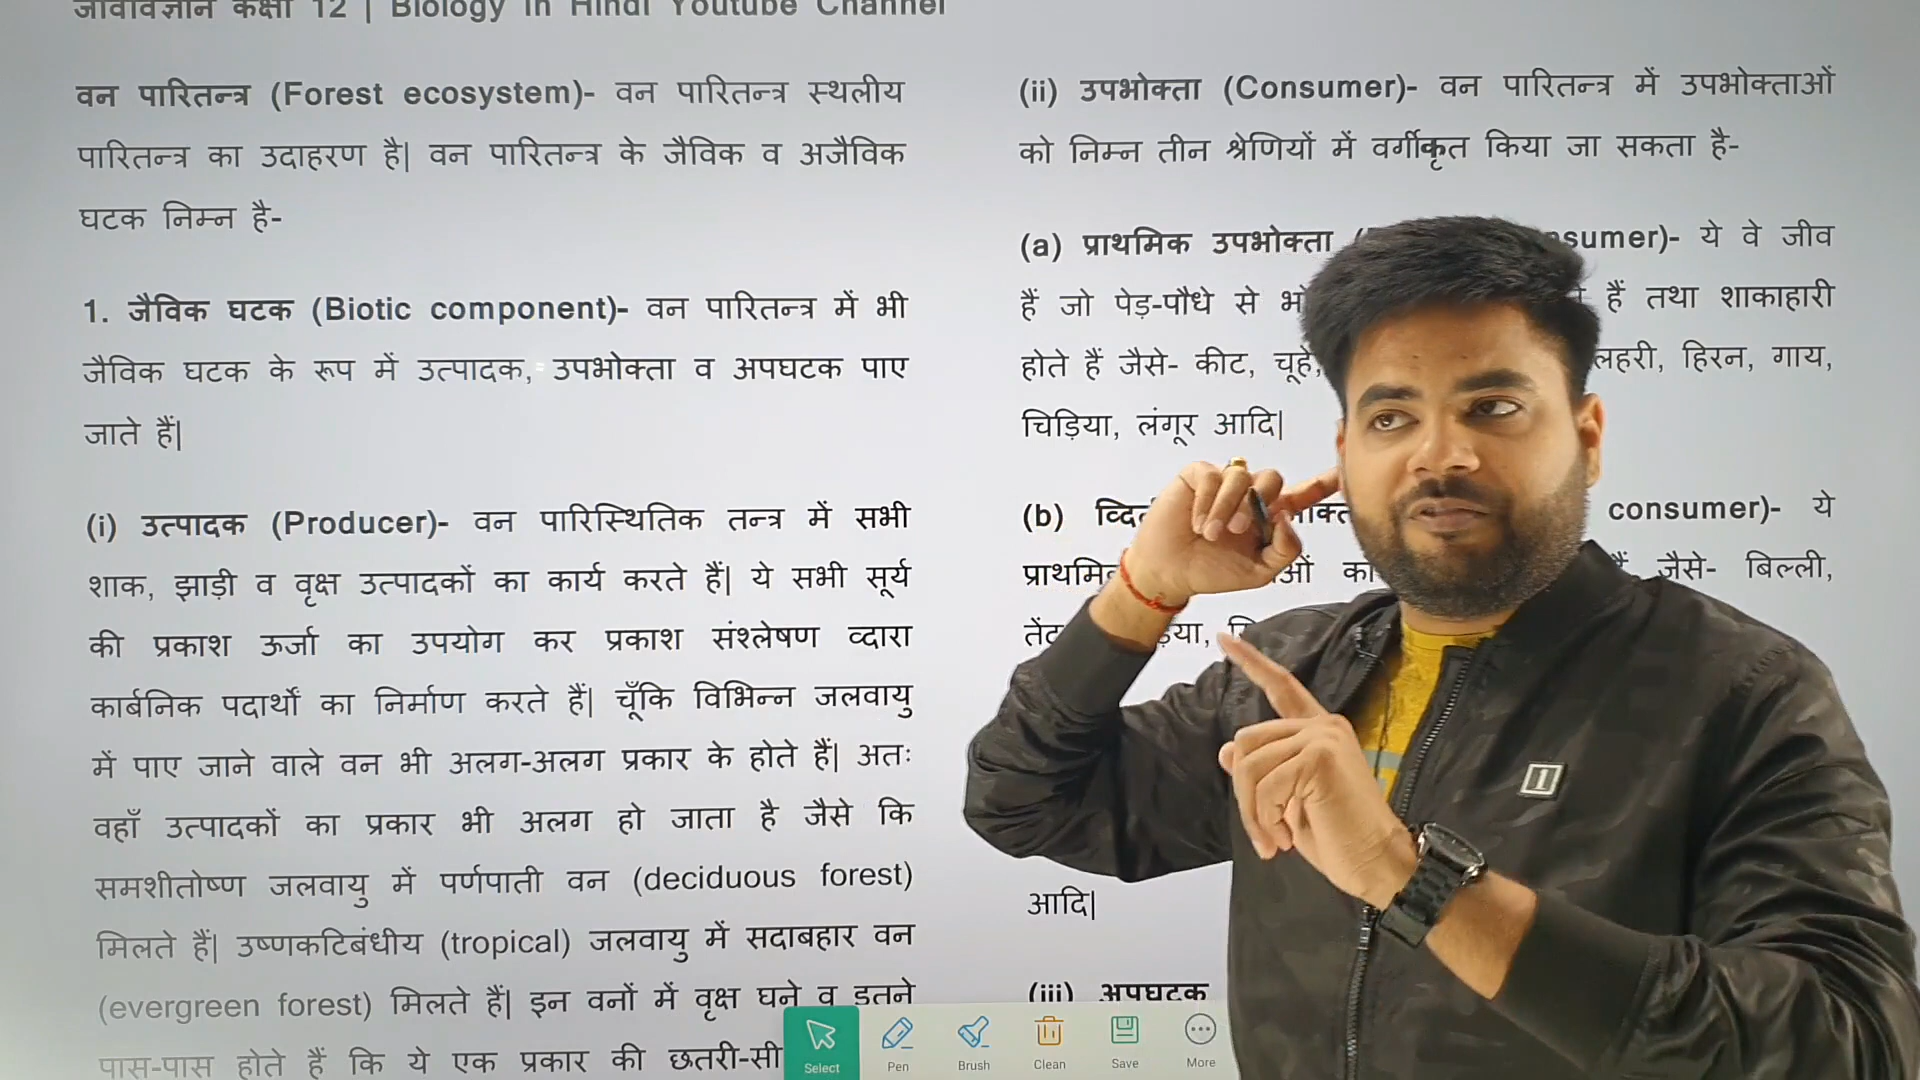 जीवविज्ञान कक्षा 12 | Biology in Hindi Youtube Channel
वन पारितन्त्र (Forest ecosystem)- वन पारितन्त्र स्थलीय
पारितन्त्र का उदाहरण है| वन पारितन्त्र के जैविक व अजैविक
घटक निम्न है-
1. जैविक घटक (Biotic component)- वन पारितन्त्र में भी
जैविक घटक के रूप में उत्पादक, उपभोक्ता व अपघटक पाए
जाते हैं|
(i) उत्पादक (Producer)- वन पारिस्थितिक तन्त्र में सभी
शाक, झाड़ी व वृक्ष उत्पादकों का कार्य करते हैं| ये सभी सूर्य
की प्रकाश ऊर्जा का उपयोग कर प्रकाश संश्लेषण व्दारा
कार्बनिक पदार्थों का निर्माण करते हैं| चूँकि विभिन्न जलवायु
में पाए जाने वाले वन भी अलग-अलग प्रकार के होते हैं| अतः
वहाँ उत्पादकों का प्रकार भी अलग हो जाता है जैसे कि
समशीतोष्ण जलवायु में पर्णपाती वन (deciduous forest)
मिलते हैं| उष्णकटिबंधीय (tropical) जलवायु में सदाबहार वन
(evergreen forest) मिलते हैं| इन वनों में वृक्ष घने व इतने
पास-पास होते हैं कि ये एक प्रकार की छतरी-सी
(ii) उपभोक्ता (Consumer)- वन पारितन्त्र में उपभोक्ताओं
को निम्न तीन श्रेणियों में वर्गीकृत किया जा सकता है-
(a) प्राथमिक उपभोक्ता sumer)- ये वे जीव
हैं जो पेड़-पौधे से हैं तथा शाकाहारी
होते हैं जैसे- कीट, चूहे, लहरी, हिरन, गाय,
चिड़िया, लंगूर आदि|
(b) consumer)- ये
जैसे- बिल्ली,
आदि|
(iii) अपघटक
Select Pen Brush Clean Save More
1